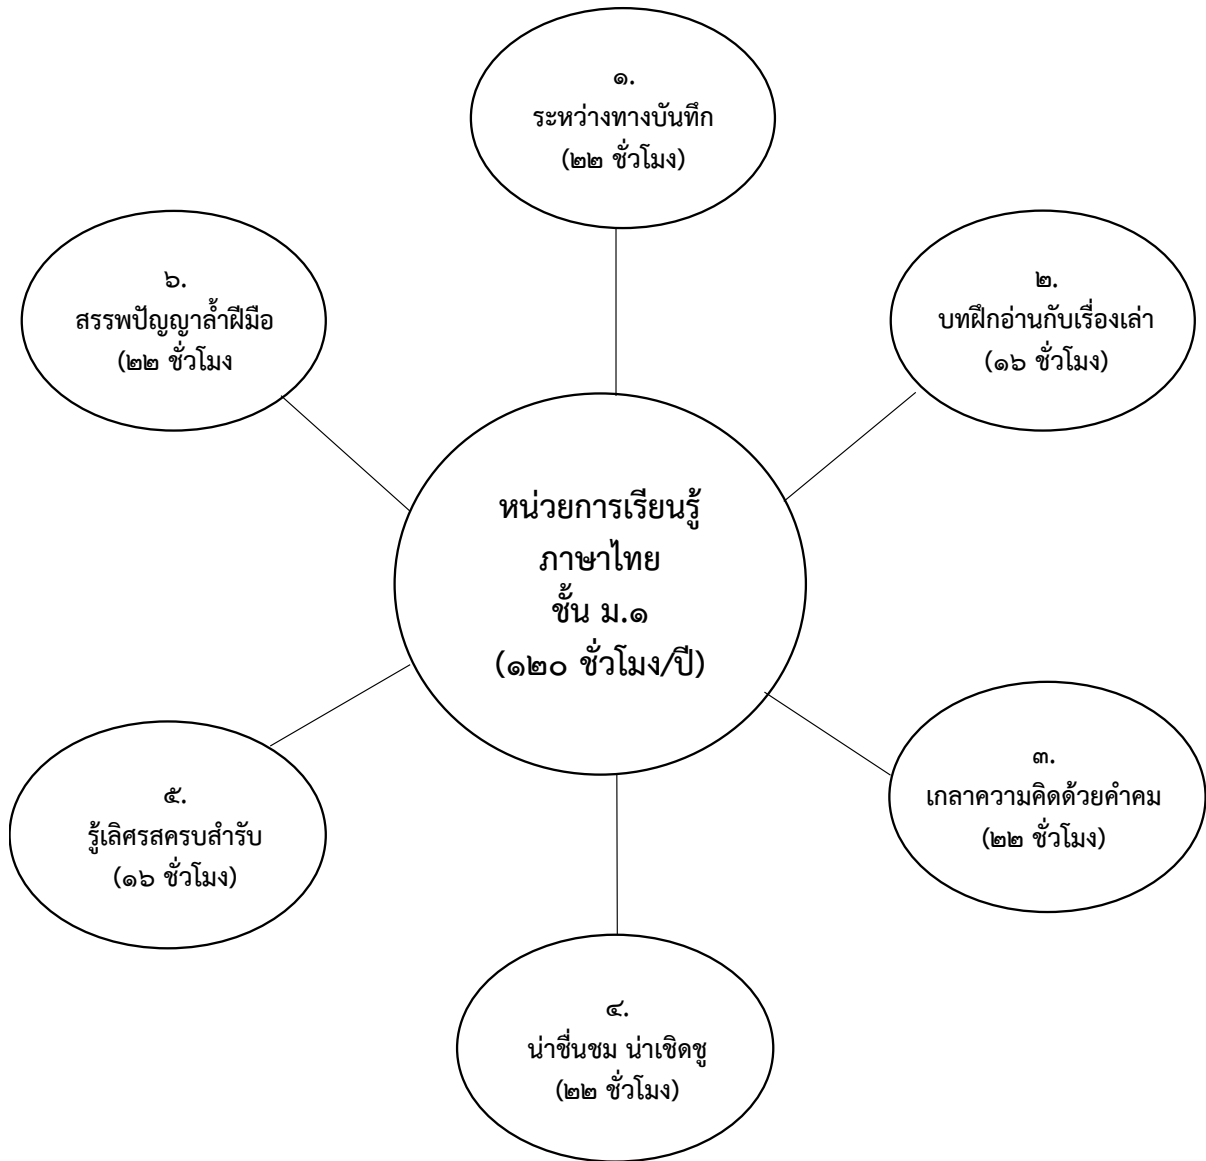 ๑.
ระหว่างทางบันทึก
(๒๒ ชั่วโมง)
๖.
สรรพปัญญาล้ำฝีมือ
(๒๒ ชั่วโมง
๒.
บทฝึกอ่านกับเรื่องเล่า
(๑๖ ชั่วโมง)
หน่วยการเรียนรู้
ภาษาไทย
ชั้น ม.๑
(๑๒๐ ชั่วโมง/ปี)
๕.
รู้เลิศรสครบสำรับ
(๑๖ ชั่วโมง)
๓.
เกลาความคิดด้วยคำคม
(๒๒ ชั่วโมง)
๔.
น่าชื่นชม น่าเชิดชู
(๒๒ ชั่วโมง)